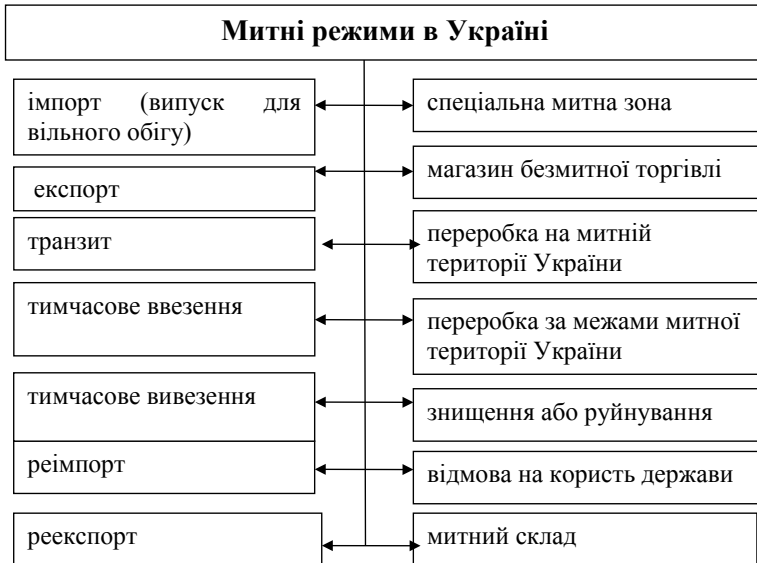 Митні режими в Україні
імпорт (випуск для
вільного обігу)
експорт
транзит
тимчасове ввезення
тимчасове вивезення
реімпорт
реекспорт
спеціальна митна зона
магазин безмитної торгівлі
переробка на митній
території України
переробка за межами митної
території України
знищення або руйнування
відмова на користь держави
митний склад